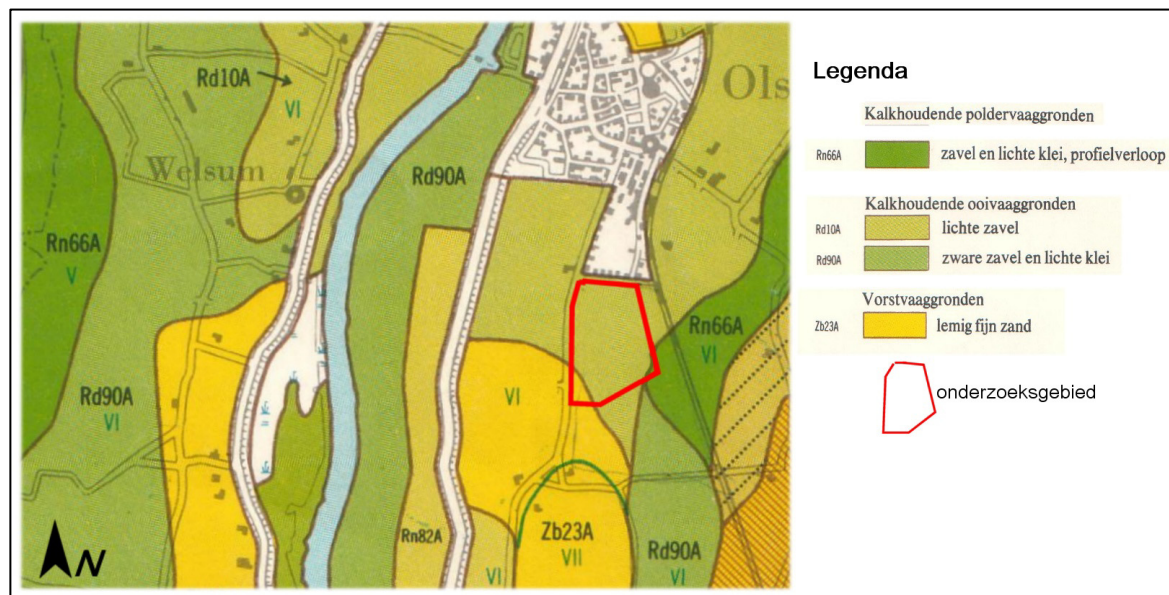 Rd10A
VI
Ols
Welsum
Rd90A
Rn66A
V
Rn66A
VI
Rd90A
VI
VI
Rn82A
Zb23A
VII
VI
Rd90A
VI
N
Legenda
Kalkhoudende poldervaaggronden
Rn66A zavel en lichte klei, profielverloop
Kalkhoudende ooivaaggronden
Rd10A lichte zavel
Rd90A zware zavel en lichte klei
Vorstvaaggronden
Zb23A lemig fijn zand
onderzoeksgebied